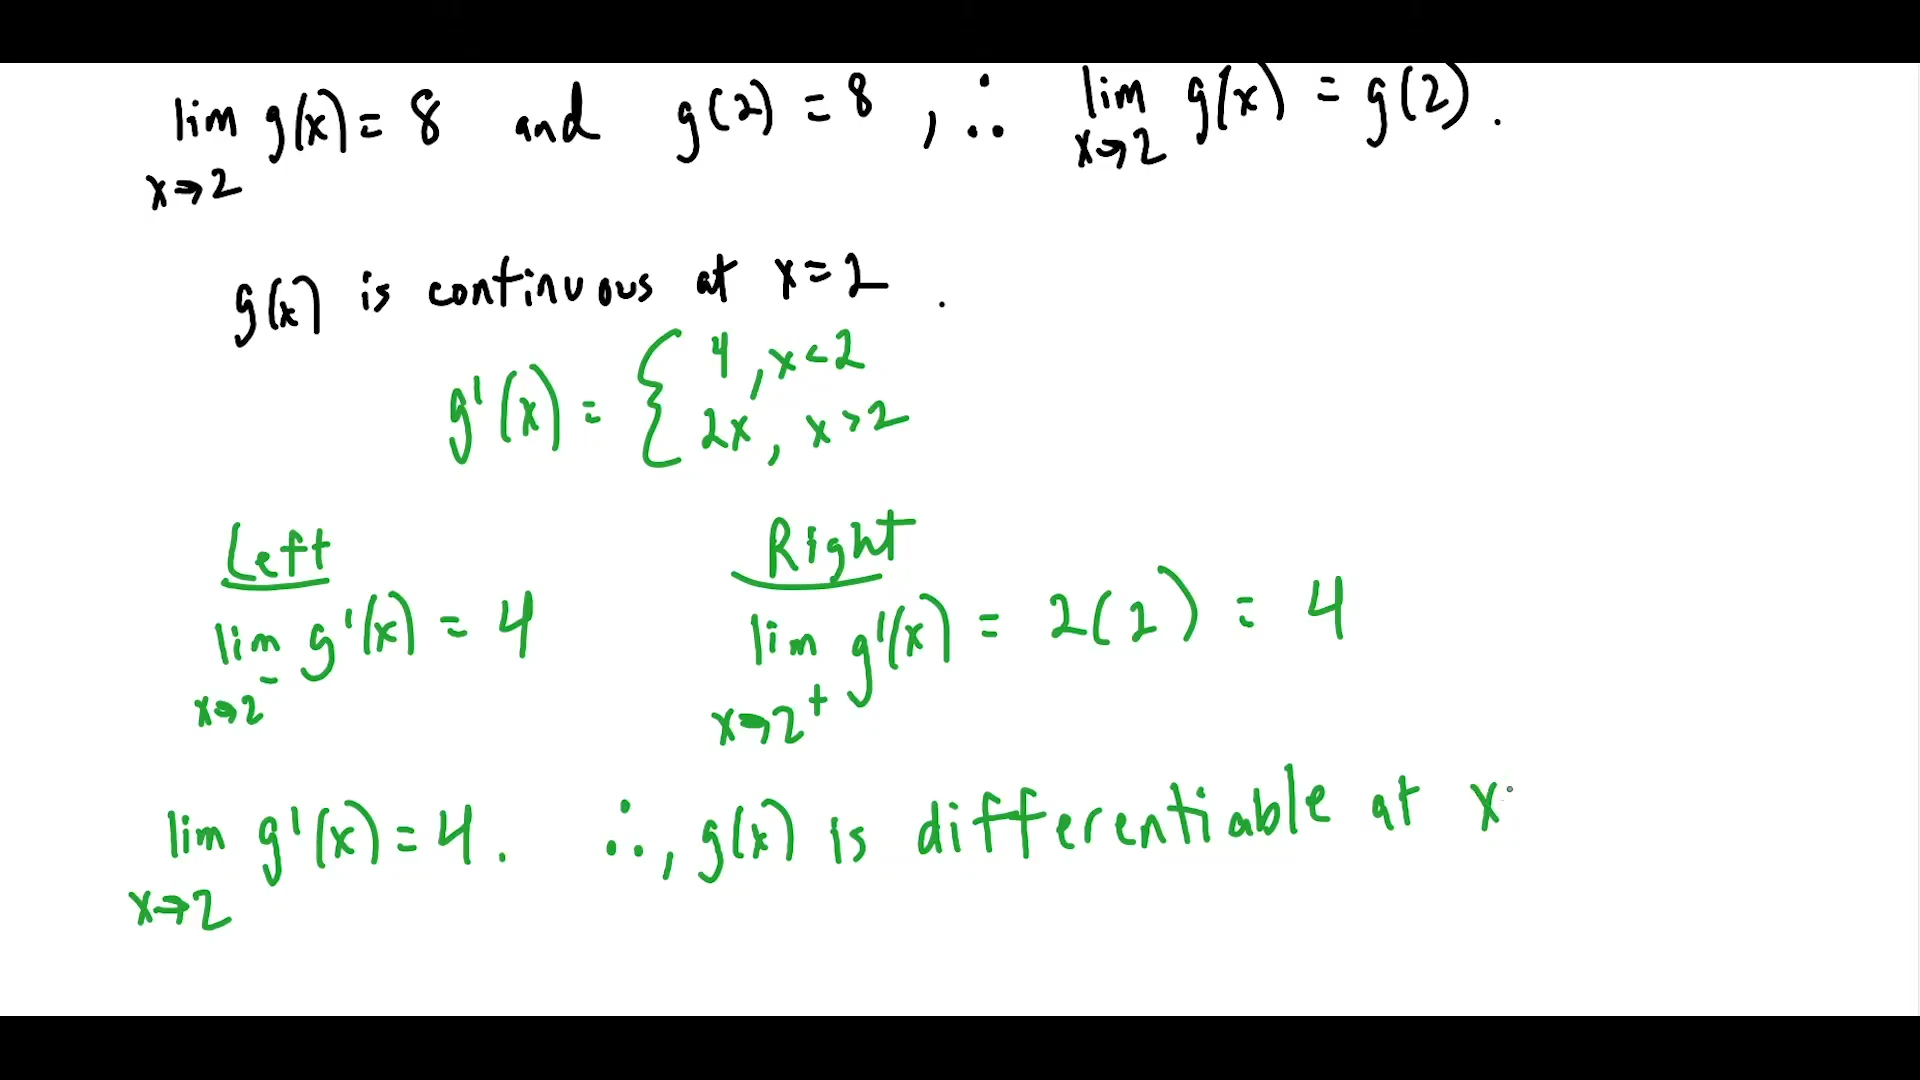 lim g(x) = 8 and g(2) = 8 , ∴ lim g(x) = g(2) .
x→2 x→2
g(x) is continuous at x = 2 .
g'(x) = { 4 , x < 2
2x , x > 2
Left Right
lim g'(x) = 4 lim g'(x) = 2(2) = 4
x→2⁻ x→2⁺
lim g'(x) = 4 . ∴, g(x) is differentiable at x
x→2